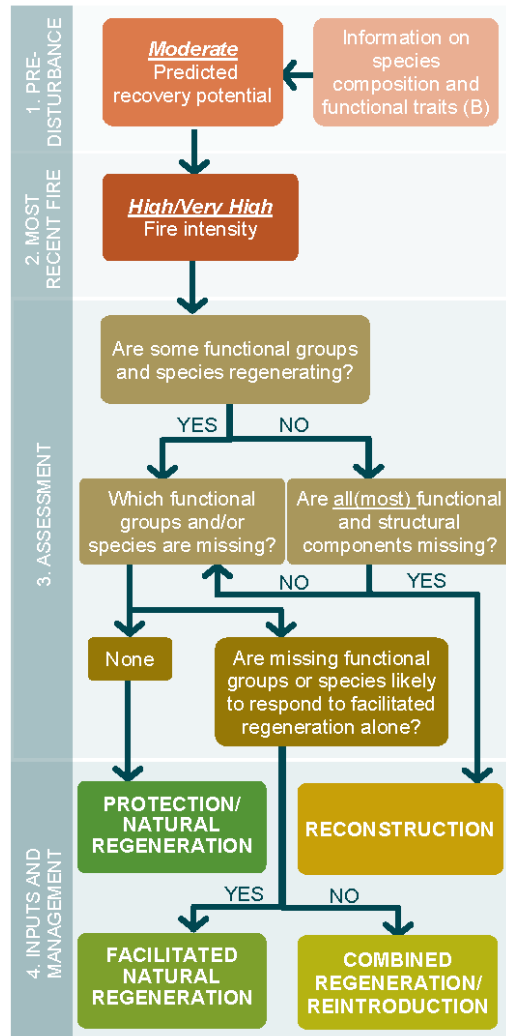 1. PRE-
DISTURBANCE
Moderate
Predicted
recovery potential
Information on
species
composition and
functional traits (B)
2. MOST
RECENT FIRE
High/Very High
Fire intensity
3. ASSESSMENT
Are some functional groups
and species regenerating?
YES
NO
Which functional
groups and/or
species are missing?
Are all(most) functional
and structural
components missing?
NO
YES
None
Are missing functional
groups or species likely
to respond to facilitated
regeneration alone?
4. INPUTS AND
MANAGEMENT
PROTECTION/
NATURAL
REGENERATION
RECONSTRUCTION
YES
NO
FACILITATED
NATURAL
REGENERATION
COMBINED
REGENERATION/
REINTRODUCTION